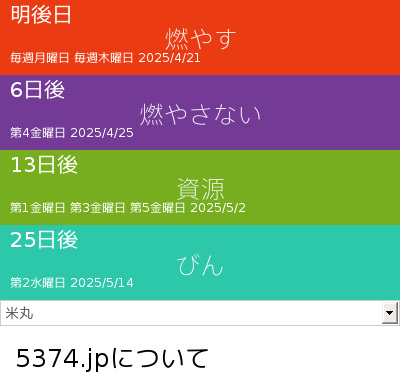 明後日
燃やす
毎週月曜日 毎週木曜日 2025/4/21
6日後
燃やさない
第4金曜日 2025/4/25
13日後
資源
第1金曜日 第3金曜日 第5金曜日 2025/5/2
25日後
びん
第2水曜日 2025/5/14
米丸
5374.jpについて